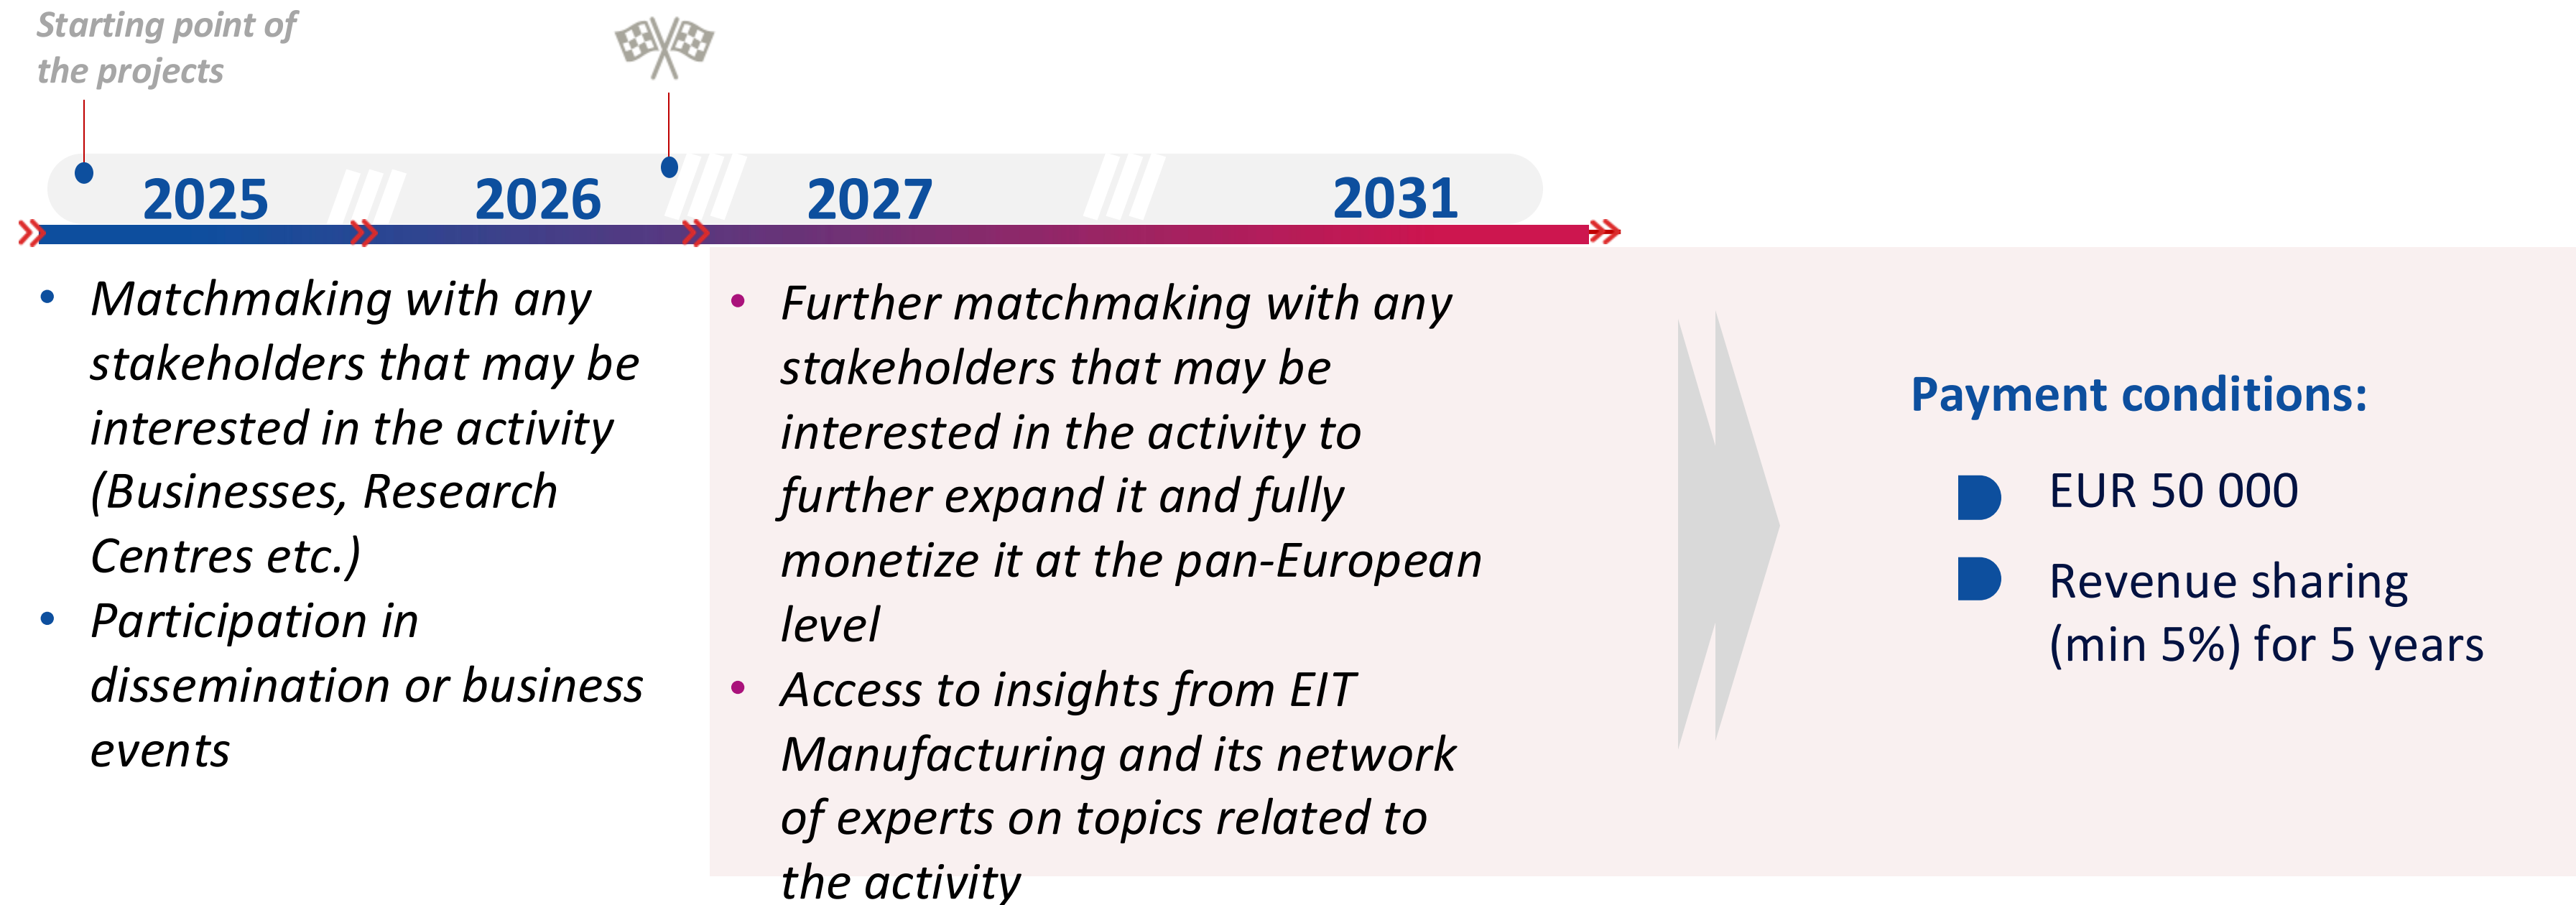 Starting point of
the projects
2025
2026
2027
2031
• Matchmaking with any
stakeholders that may be
interested in the activity
(Businesses, Research
Centres etc.)
• Participation in
dissemination or business
events
• Further matchmaking with any
stakeholders that may be
interested in the activity to
further expand it and fully
monetize it at the pan-European
level
• Access to insights from EIT
Manufacturing and its network
of experts on topics related to
the activity
Payment conditions:
EUR 50 000
Revenue sharing
(min 5%) for 5 years